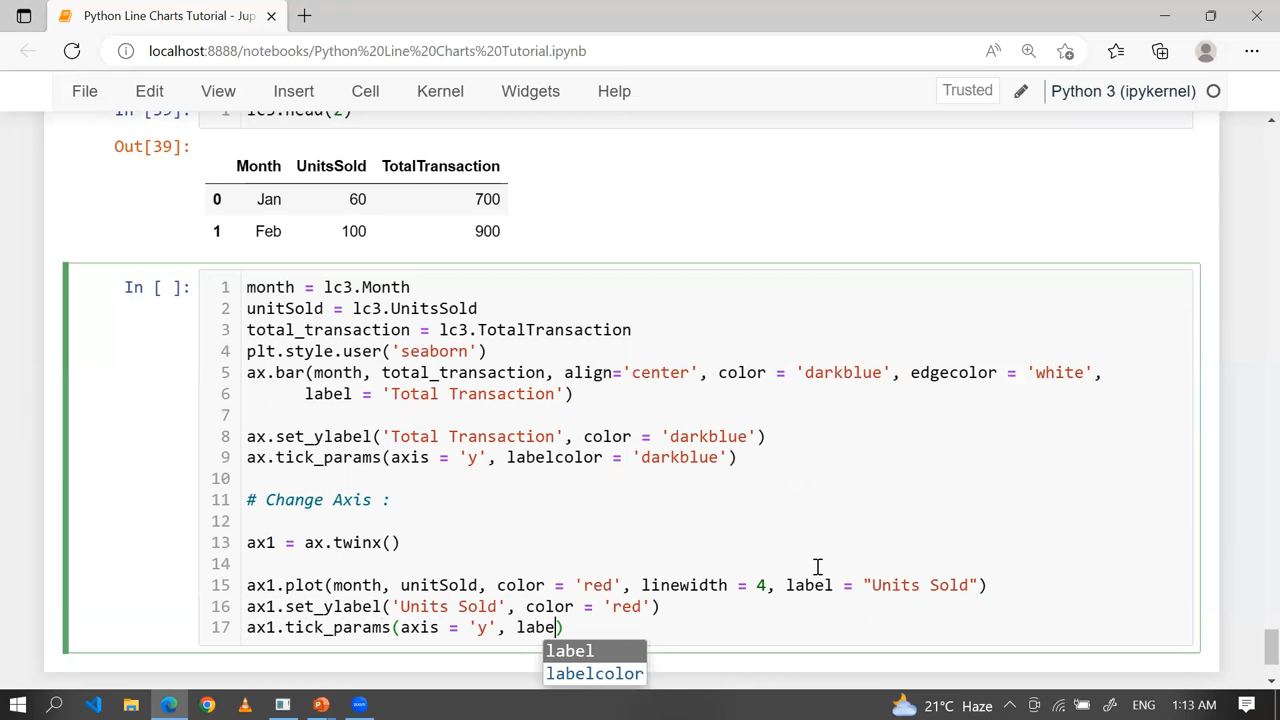 Python Line Charts Tutorial - Jup
localhost:8888/notebooks/Python%20Line%20Charts%20Tutorial.ipynb
File Edit View Insert Cell Kernel Widgets Help Trusted Python 3 (ipykernel)
In [39]: 1 lc3.head(2)
Out[39]:
Month UnitsSold TotalTransaction
0 Jan 60 700
1 Feb 100 900
In [ ]: 1 month = lc3.Month
2 unitSold = lc3.UnitsSold
3 total_transaction = lc3.TotalTransaction
4 plt.style.user('seaborn')
5 ax.bar(month, total_transaction, align='center', color = 'darkblue', edgecolor = 'white',
6 label = 'Total Transaction')
7
8 ax.set_ylabel('Total Transaction', color = 'darkblue')
9 ax.tick_params(axis = 'y', labelcolor = 'darkblue')
10
11 # Change Axis :
12
13 ax1 = ax.twinx()
14
15 ax1.plot(month, unitSold, color = 'red', linewidth = 4, label = "Units Sold")
16 ax1.set_ylabel('Units Sold', color = 'red')
17 ax1.tick_params(axis = 'y', labe)
label
labelcolor
21°C Haze ENG 1:13 AM